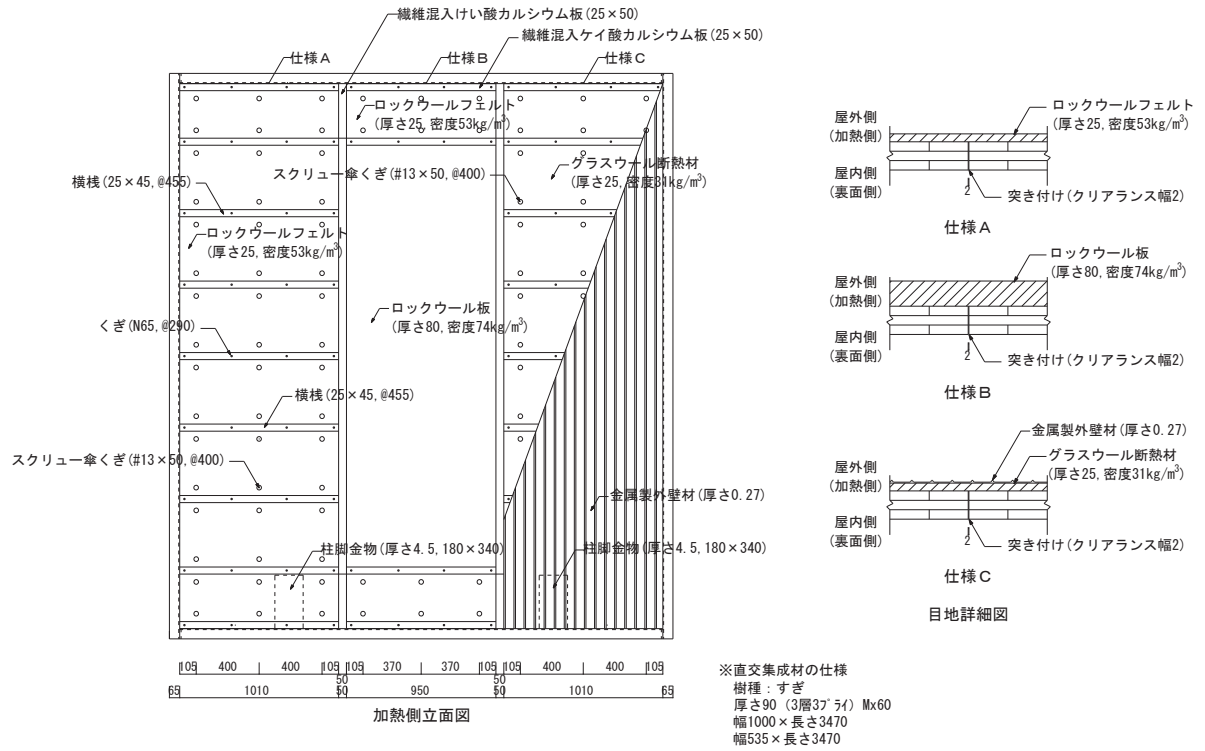 繊維混入けい酸カルシウム板(25×50)
繊維混入ケイ酸カルシウム板(25×50)
仕様A
仕様B
仕様C
ロックウールフェルト
(厚さ25,密度53kg/m³)
スクリュー傘くぎ(#13×50,@400)
グラスウール断熱材
(厚さ25,密度31kg/m³)
横桟(25×45,@455)
ロックウールフェルト
(厚さ25,密度53kg/m³)
ロックウール板
(厚さ80,密度74kg/m³)
くぎ(N65,@290)
横桟(25×45,@455)
スクリュー傘くぎ(#13×50,@400)
金属製外壁材(厚さ0.27)
柱脚金物(厚さ4.5,180×340)
柱脚金物(厚さ4.5,180×340)
105 400 400 105 105 370 370 105 105 400 400 105
65 1010 50 50 950 50 50 1010 65
加熱側立面図
屋外側
(加熱側)
ロックウールフェルト
(厚さ25,密度53kg/m³)
屋内側
(裏面側)
2
突き付け(クリアランス幅2)
仕様A
屋外側
(加熱側)
ロックウール板
(厚さ80,密度74kg/m³)
屋内側
(裏面側)
2
突き付け(クリアランス幅2)
仕様B
金属製外壁材(厚さ0.27)
屋外側
(加熱側)
グラスウール断熱材
(厚さ25,密度31kg/m³)
屋内側
(裏面側)
2
突き付け(クリアランス幅2)
仕様C
目地詳細図
※直交集成材の仕様
樹種:すぎ
厚さ90 (3層3プライ) Mx60
幅1000×長さ3470
幅535×長さ3470